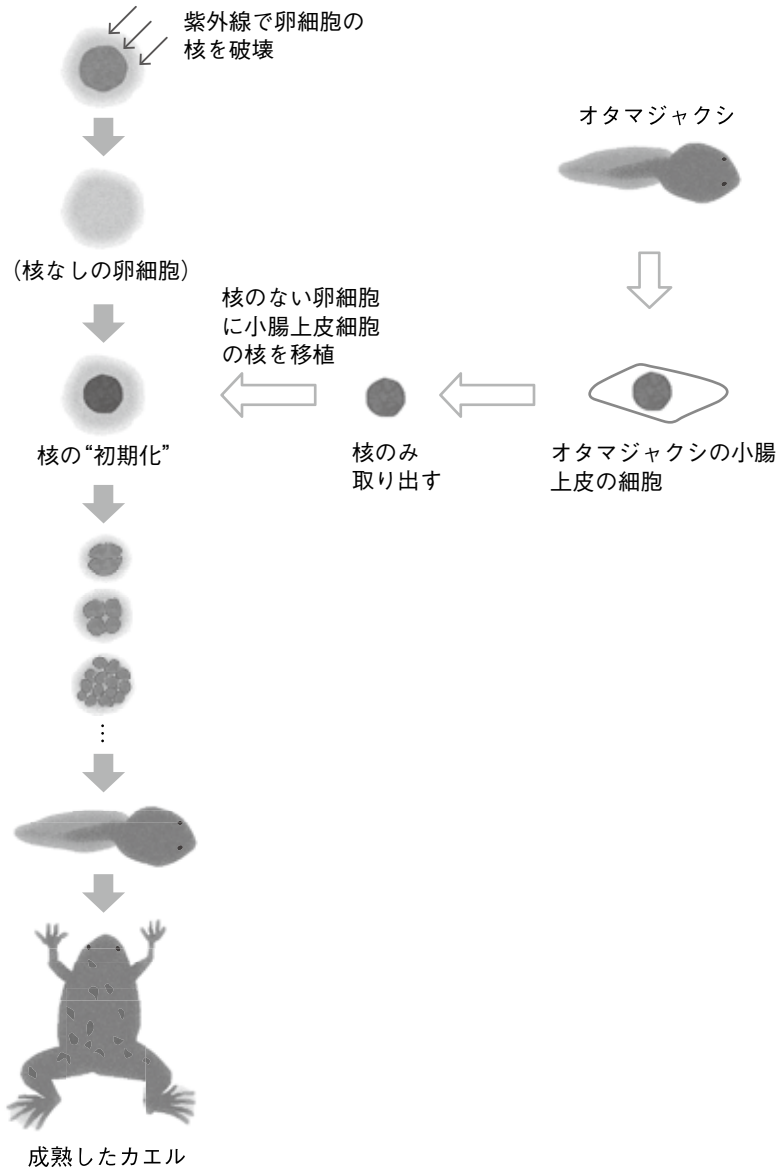 紫外線で卵細胞の
核を破壊
オタマジャクシ
(核なしの卵細胞)
核のない卵細胞
に小腸上皮細胞
の核を移植
核の“初期化”
核のみ
取り出す
オタマジャクシの小腸
上皮の細胞
⋮
成熟したカエル